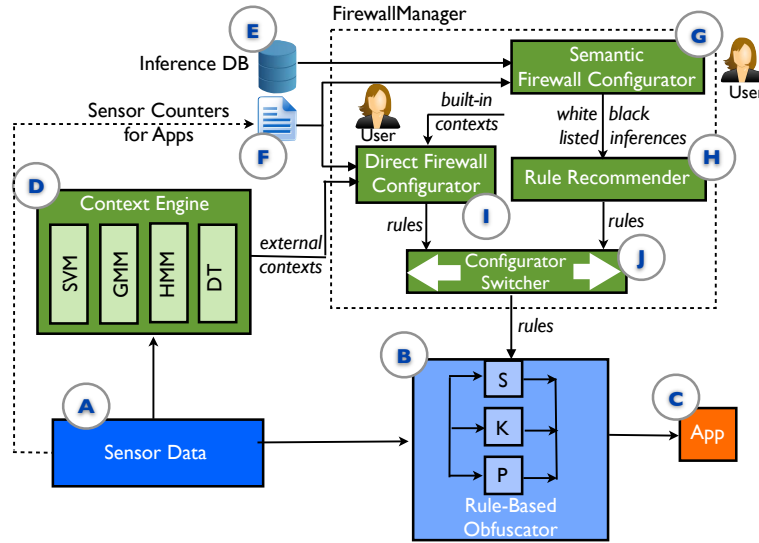 FirewallManager
E
G
Inference DB
Semantic
Firewall Configurator
User
Sensor Counters
for Apps
F
User
built-in
contexts
white
black
listed
inferences
D
Direct Firewall
Configurator
H
Rule Recommender
Context Engine
I
SVM
GMM
HMM
DT
external
contexts
rules
rules
J
Configurator
Switcher
rules
B
A
S
C
Sensor Data
K
App
P
Rule-Based
Obfuscator